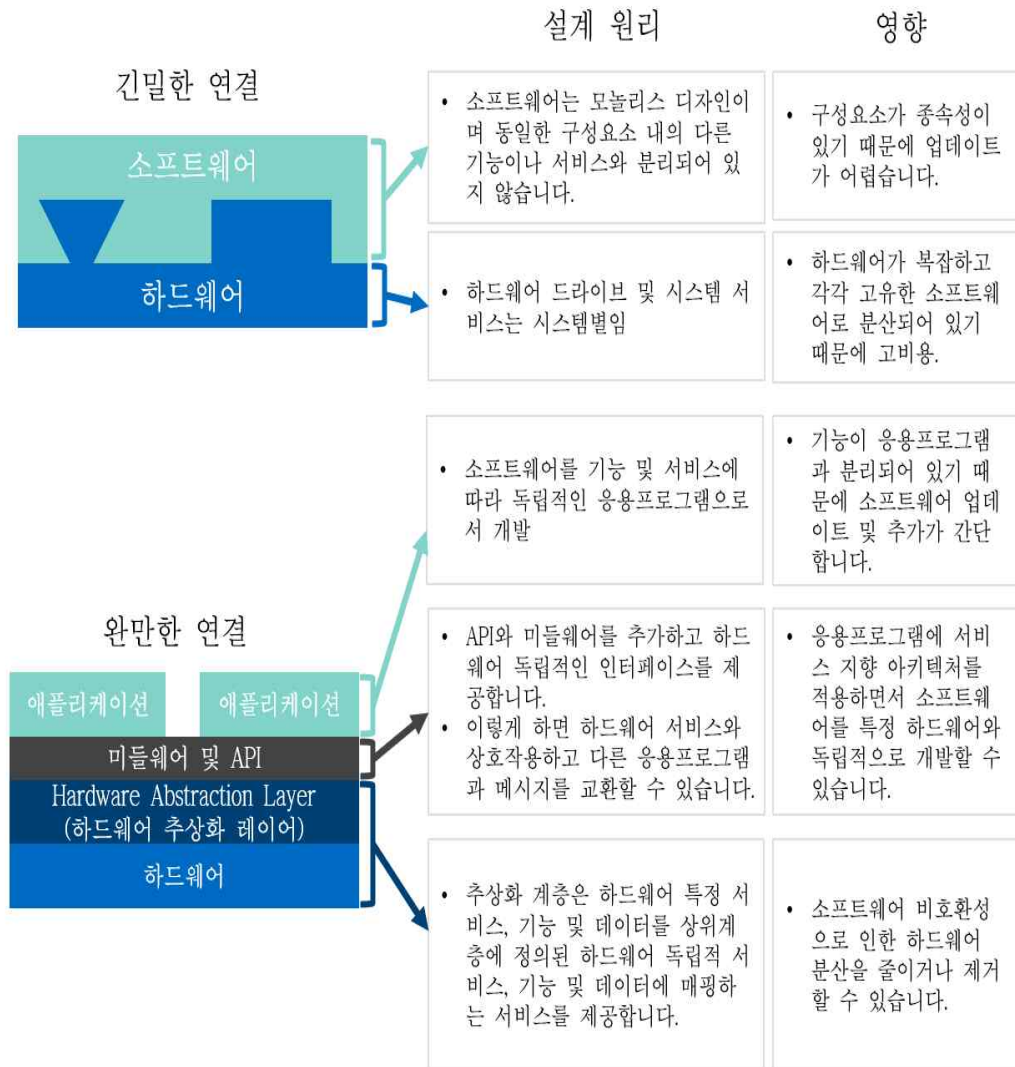 설계 원리
영향
긴밀한 연결
소프트웨어
하드웨어
• 소프트웨어는 모놀리스 디자인이
며 동일한 구성요소 내의 다른
기능이나 서비스와 분리되어 있
지 않습니다.
• 구성요소가 종속성이
있기 때문에 업데이트
가 어렵습니다.
• 하드웨어 드라이브 및 시스템 서
비스는 시스템별임
• 하드웨어가 복잡하고
각각 고유한 소프트웨
어로 분산되어 있기
때문에 고비용.
완만한 연결
애플리케이션
애플리케이션
미들웨어 및 API
Hardware Abstraction Layer
(하드웨어 추상화 레이어)
하드웨어
• 소프트웨어를 기능 및 서비스에
따라 독립적인 응용프로그램으로
서 개발
• 기능이 응용프로그램
과 분리되어 있기 때
문에 소프트웨어 업데
이트 및 추가가 간단
합니다.
• API와 미들웨어를 추가하고 하드
웨어 독립적인 인터페이스를 제
공합니다.
• 이렇게 하면 하드웨어 서비스와
상호작용하고 다른 응용프로그램
과 메시지를 교환할 수 있습니다.
• 응용프로그램에 서비
스 지향 아키텍처를
적용하면서 소프트웨
어를 특정 하드웨어와
독립적으로 개발할 수
있습니다.
• 추상화 계층은 하드웨어 특정 서
비스, 기능 및 데이터를 상위계
층에 정의된 하드웨어 독립적 서
비스, 기능 및 데이터에 매핑하
는 서비스를 제공합니다.
• 소프트웨어 비호환성
으로 인한 하드웨어
분산을 줄이거나 제거
할 수 있습니다.